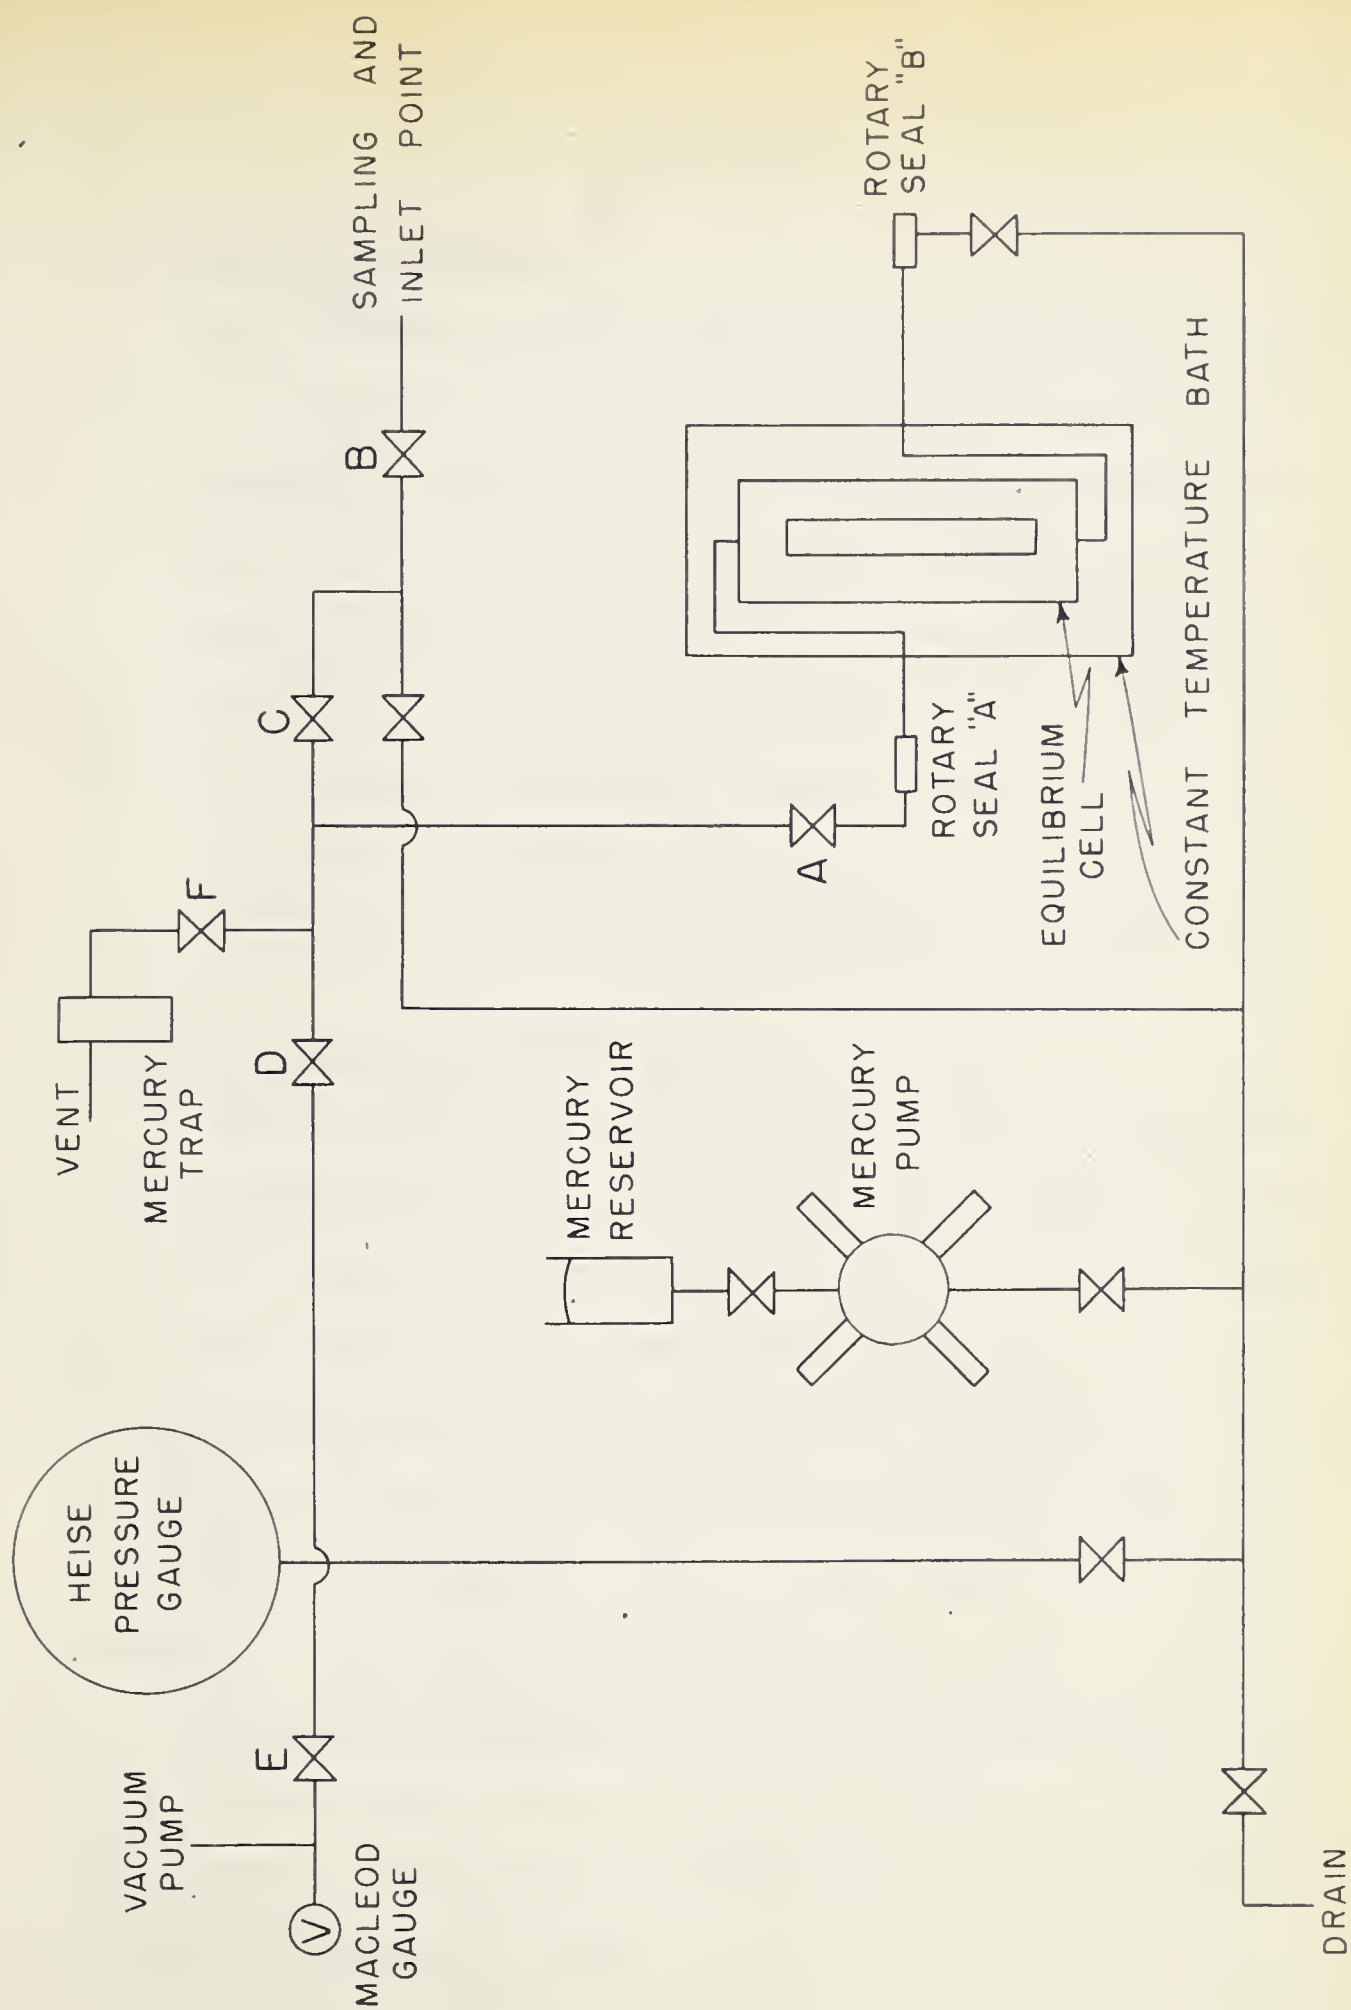 VACUUM
PUMP
MACLEOD
GAUGE
V
E
HEISE
PRESSURE
GAUGE
VENT
MERCURY
TRAP
D
F
C
B
SAMPLING AND
INLET POINT
MERCURY
RESERVOIR
MERCURY
PUMP
A
ROTARY
SEAL "A"
ROTARY
SEAL "B"
EQUILIBRIUM
CELL
CONSTANT TEMPERATURE BATH
DRAIN